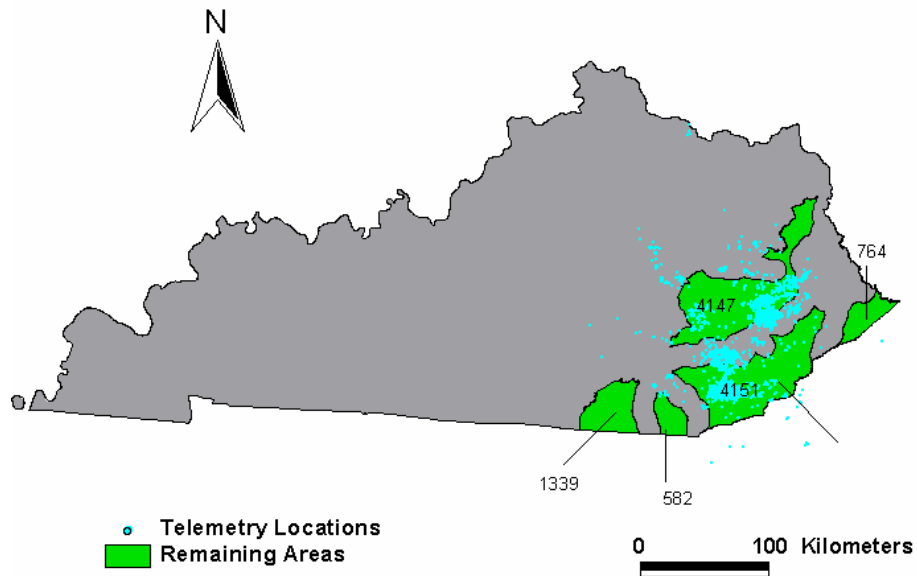 N
764
4147
4151
1339
582
Telemetry Locations
Remaining Areas
0 100 Kilometers